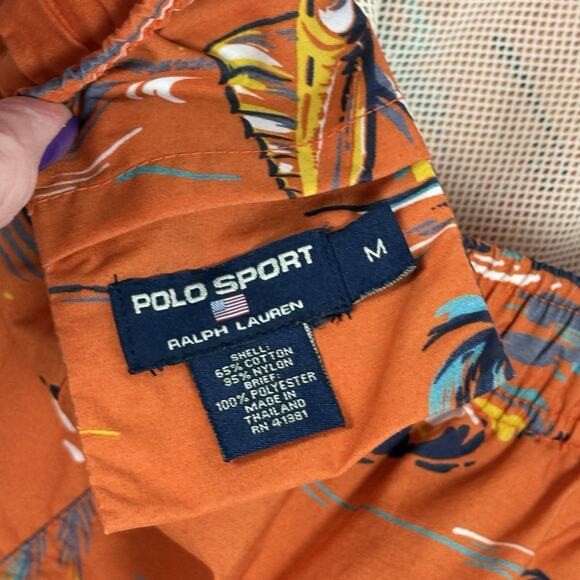 POLO SPORT
RALPH LAUREN
M
SHELL:
65% COTTON
35% NYLON
BRIEF:
100% POLYESTER
MADE IN
THAILAND
RN 41381